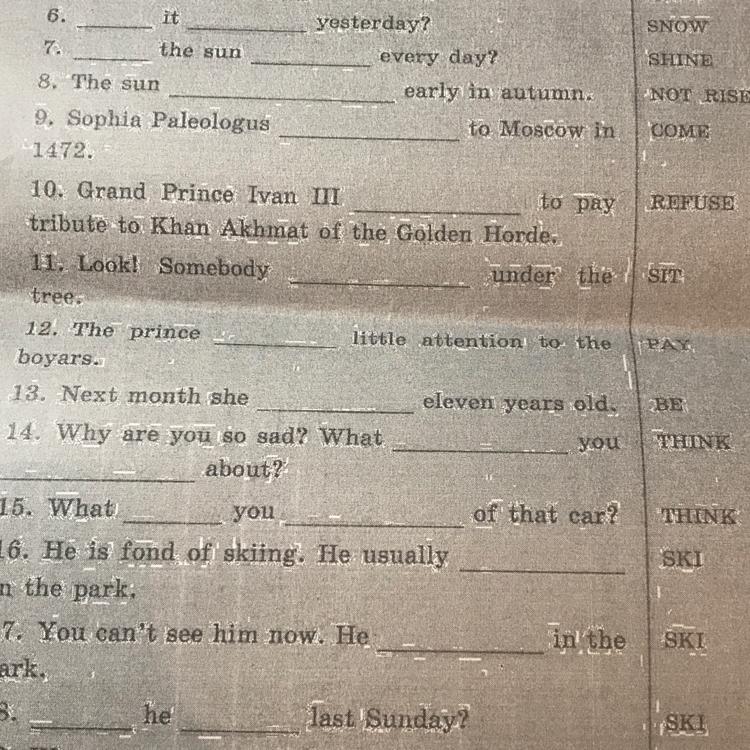 6. ______ it __________ yesterday? SNOW
7. ______ the sun __________ every day? SHINE
8. The sun __________________ early in autumn. NOT RISE
9. Sophia Paleologus ______________ to Moscow in COME
1472.
10. Grand Prince Ivan III ______________ to pay REFUSE
tribute to Khan Akhmat of the Golden Horde.
11. Look! Somebody ______________ under the SIT
tree.
12. The prince __________ little attention to the PAY
boyars.
13. Next month she ____________ eleven years old. BE
14. Why are you so sad? What ______________ you THINK
________________ about?
15. What ________ you ______________ of that car? THINK
16. He is fond of skiing. He usually ____________ SKI
n the park.
7. You can't see him now. He ____________ in the SKI
ark.
8. ________ he __________ last Sunday? SKI